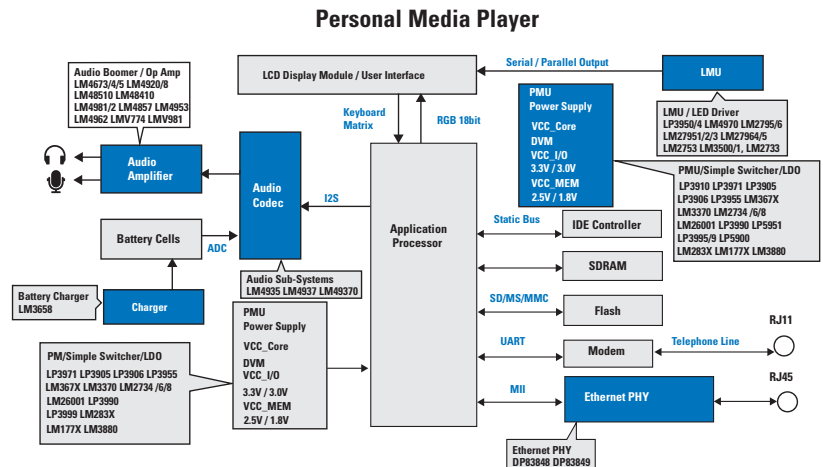 Personal Media Player
Audio Boomer / Op Amp
LM4673/4/5 LM4920/8
LM48510 LM48410
LM4981/2 LM4857 LM4953
LM4962 LMV774 LMV981
LCD Display Module / User Interface
Serial / Parallel Output
LMU
LMU / LED Driver
LP3950/4 LM4970 LM2795/6
LM27951/2/3 LM27964/5
LM2753 LM3500/1, LM2733
Keyboard
Matrix
RGB 18bit
PMU
Power Supply
VCC_Core
DVM
VCC_I/O
3.3V / 3.0V
VCC_MEM
2.5V / 1.8V
PMU/Simple Switcher/LDO
LP3910 LP3971 LP3905
LP3906 LP3955 LM367X
LM3370 LM2734 /6/8
LM26001 LP3990 LP5951
LP3995/9 LP5900
LM283X LM177X LM3880
Audio
Amplifier
Audio
Codec
I2S
Application
Processor
Static Bus
IDE Controller
Battery Cells
ADC
SDRAM
Audio Sub-Systems
LM4935 LM4937 LM49370
Battery Charger
LM3658
Charger
SD/MS/MMC
Flash
PMU
Power Supply
VCC_Core
DVM
VCC_I/O
3.3V / 3.0V
VCC_MEM
2.5V / 1.8V
PM/Simple Switcher/LDO
LP3971 LP3905 LP3906 LP3955
LM367X LM3370 LM2734 /6/8
LM26001 LP3990
LP3999 LM283X
LM177X LM3880
UART
Modem
Telephone Line
RJ11
MII
Ethernet PHY
RJ45
Ethernet PHY
DP83848 DP83849